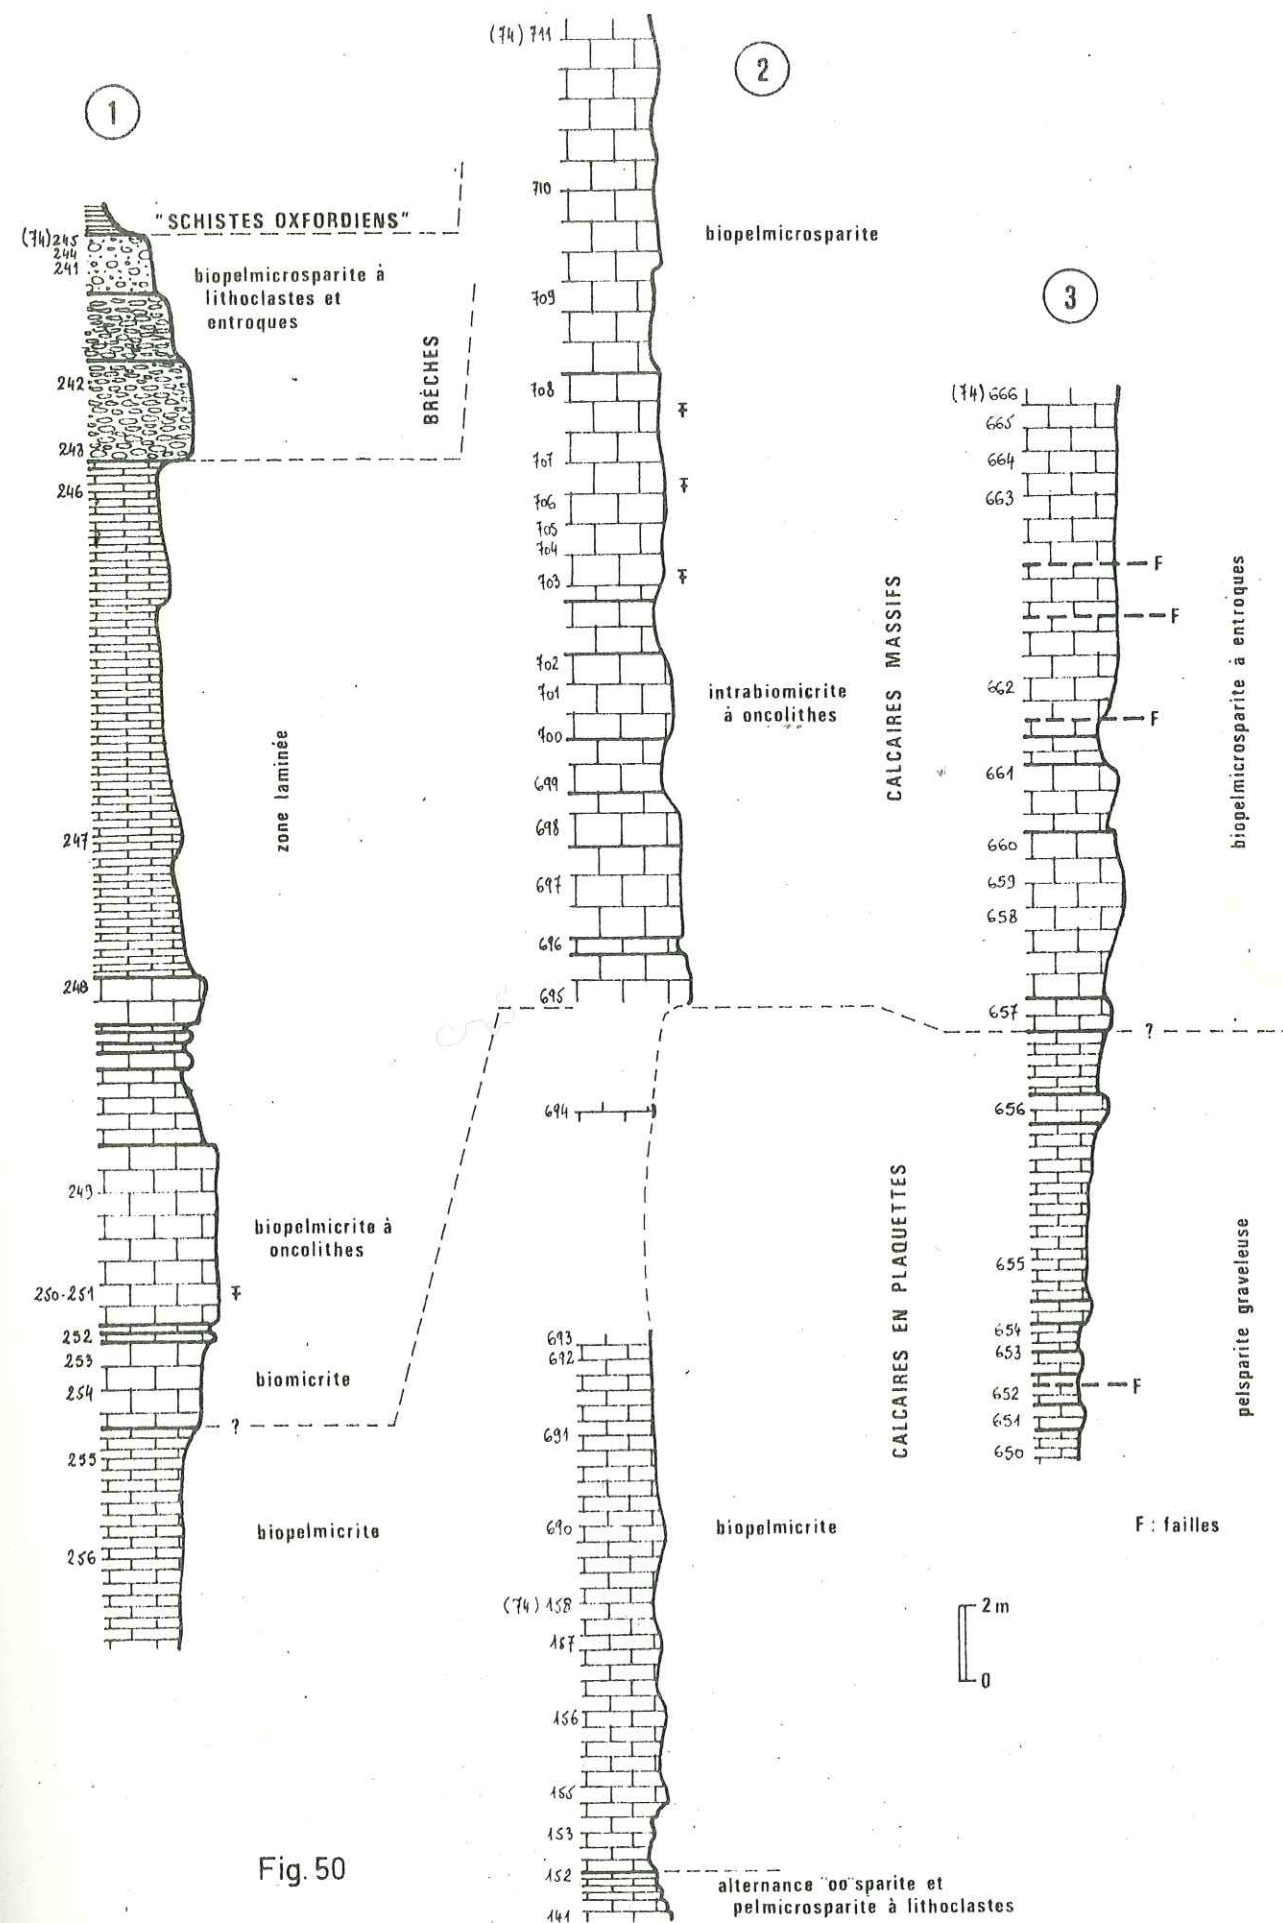 1
"SCHISTES OXFORDIENS"
(74)245
244
241
biopelmicrosparite à
lithoclastes et
entroques
BRÈCHES
242
243
246
zone laminée
247
248
249
biopelmicrite à
oncolithes
250-251
252
253
254
biomicrite
?
255
biopelmicrite
256
Fig. 50
2
(74) 711
710
biopelmicrosparite
709
708
707
706
705
704
703
702
701
intrabiomicrite
à oncolithes
700
699
698
697
696
695
694
693
692
691
690
biopelmicrite
(74) 158
157
156
155
153
152
alternance "oo"sparite et
pelmicrosparite à lithoclastes
141
CALCAIRES MASSIFS
CALCAIRES EN PLAQUETTES
3
(74) 666
665
664
663
F
F
662
F
661
660
659
658
657
?
656
655
654
653
F
652
651
650
biopelmicrosparite à entroques
pelsparite graveleuse
F : failles
2 m
0